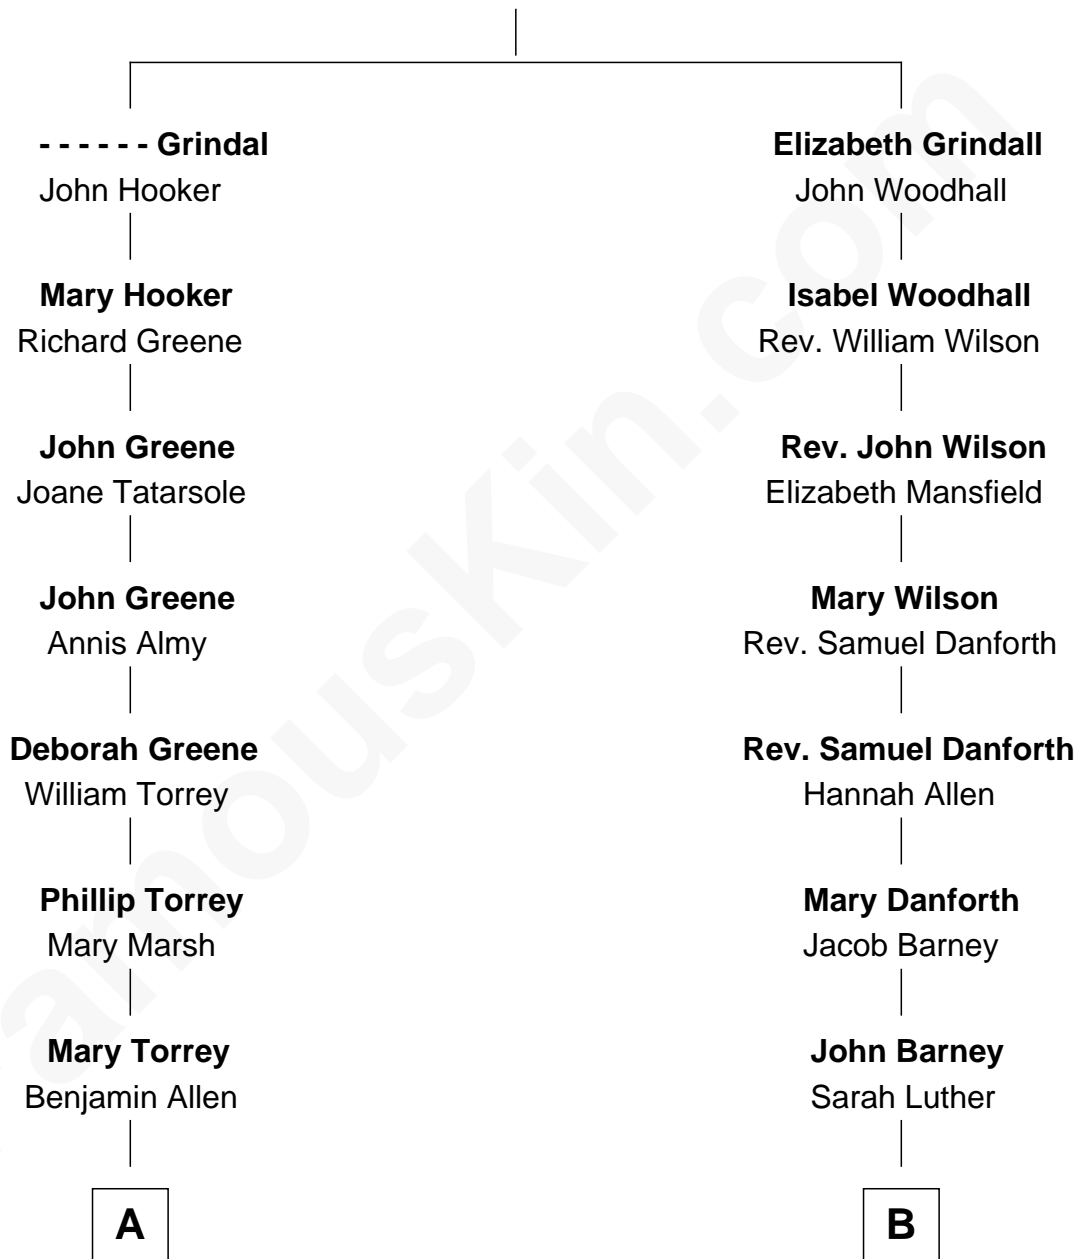 - - - - - - Grindal
John Hooker
Mary Hooker
Richard Greene
John Greene
Joane Tatarsole
John Greene
Annis Almy
Deborah Greene
William Torrey
Phillip Torrey
Mary Marsh
Mary Torrey
Benjamin Allen
A
Elizabeth Grindall
John Woodhall
Isabel Woodhall
Rev. William Wilson
Rev. John Wilson
Elizabeth Mansfield
Mary Wilson
Rev. Samuel Danforth
Rev. Samuel Danforth
Hannah Allen
Mary Danforth
Jacob Barney
John Barney
Sarah Luther
B
amouskin.com